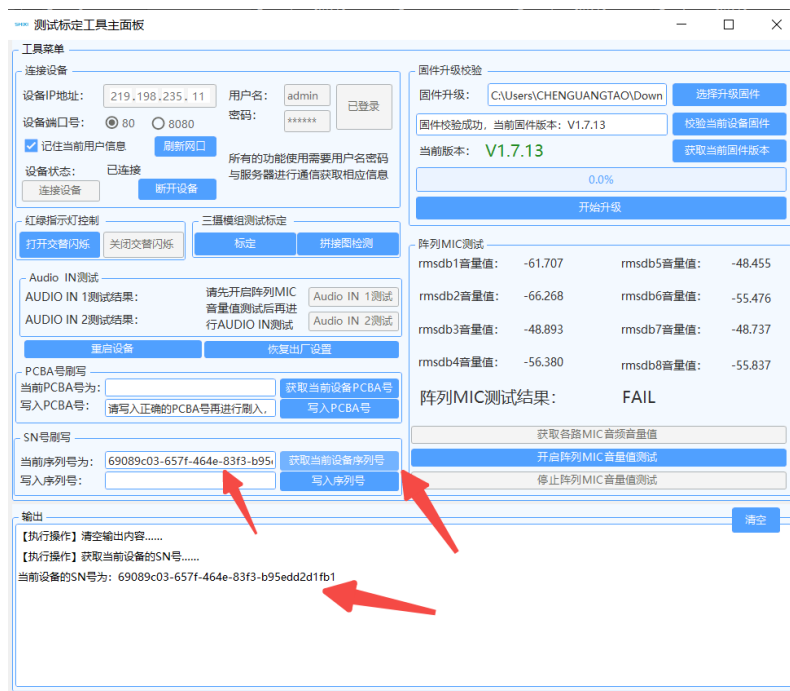 测试标定工具主面板
工具菜单
连接设备
设备IP地址： 219.198.235.11 用户名： admin 已登录
设备端口号： 80 8080 密码： ******
记住当前用户信息 刷新网口
设备状态： 已连接
所有的功能使用需要用户名密码
与服务器进行通信获取相应信息
连接设备 断开设备
红绿指示灯控制
打开交替闪烁 关闭交替闪烁
三摄模组测试标定
标定 拼接图检测
Audio IN测试
AUDIO IN 1测试结果：
AUDIO IN 2测试结果：
请先开启阵列MIC
音量值测试后再进
行AUDIO IN测试
Audio IN 1测试
Audio IN 2测试
重启设备 恢复出厂设置
PCBA号刷写
当前PCBA号为： 获取当前设备PCBA号
写入PCBA号： 请写入正确的PCBA号再进行刷入， 写入PCBA号
SN号刷写
当前序列号为： 69089c03-657f-464e-83f3-b95e 获取当前设备序列号
写入序列号： 写入序列号
固件升级校验
固件升级： C:\Users\CHENGUANGTAO\Down 选择升级固件
固件校验成功，当前固件版本：V1.7.13 校验当前设备固件
当前版本： V1.7.13 获取当前固件版本
0.0%
开始升级
阵列MIC测试
rmsdb1音量值： -61.707 rmsdb5音量值： -48.455
rmsdb2音量值： -66.268 rmsdb6音量值： -55.476
rmsdb3音量值： -48.893 rmsdb7音量值： -48.737
rmsdb4音量值： -56.380 rmsdb8音量值： -55.837
阵列MIC测试结果： FAIL
获取各路MIC音频音量值
开启阵列MIC音量值测试
停止阵列MIC音量值测试
输出
清空
【执行操作】清空输出内容......
【执行操作】获取当前设备的SN号......
当前设备的SN号为：69089c03-657f-464e-83f3-b95edd2d1fb1